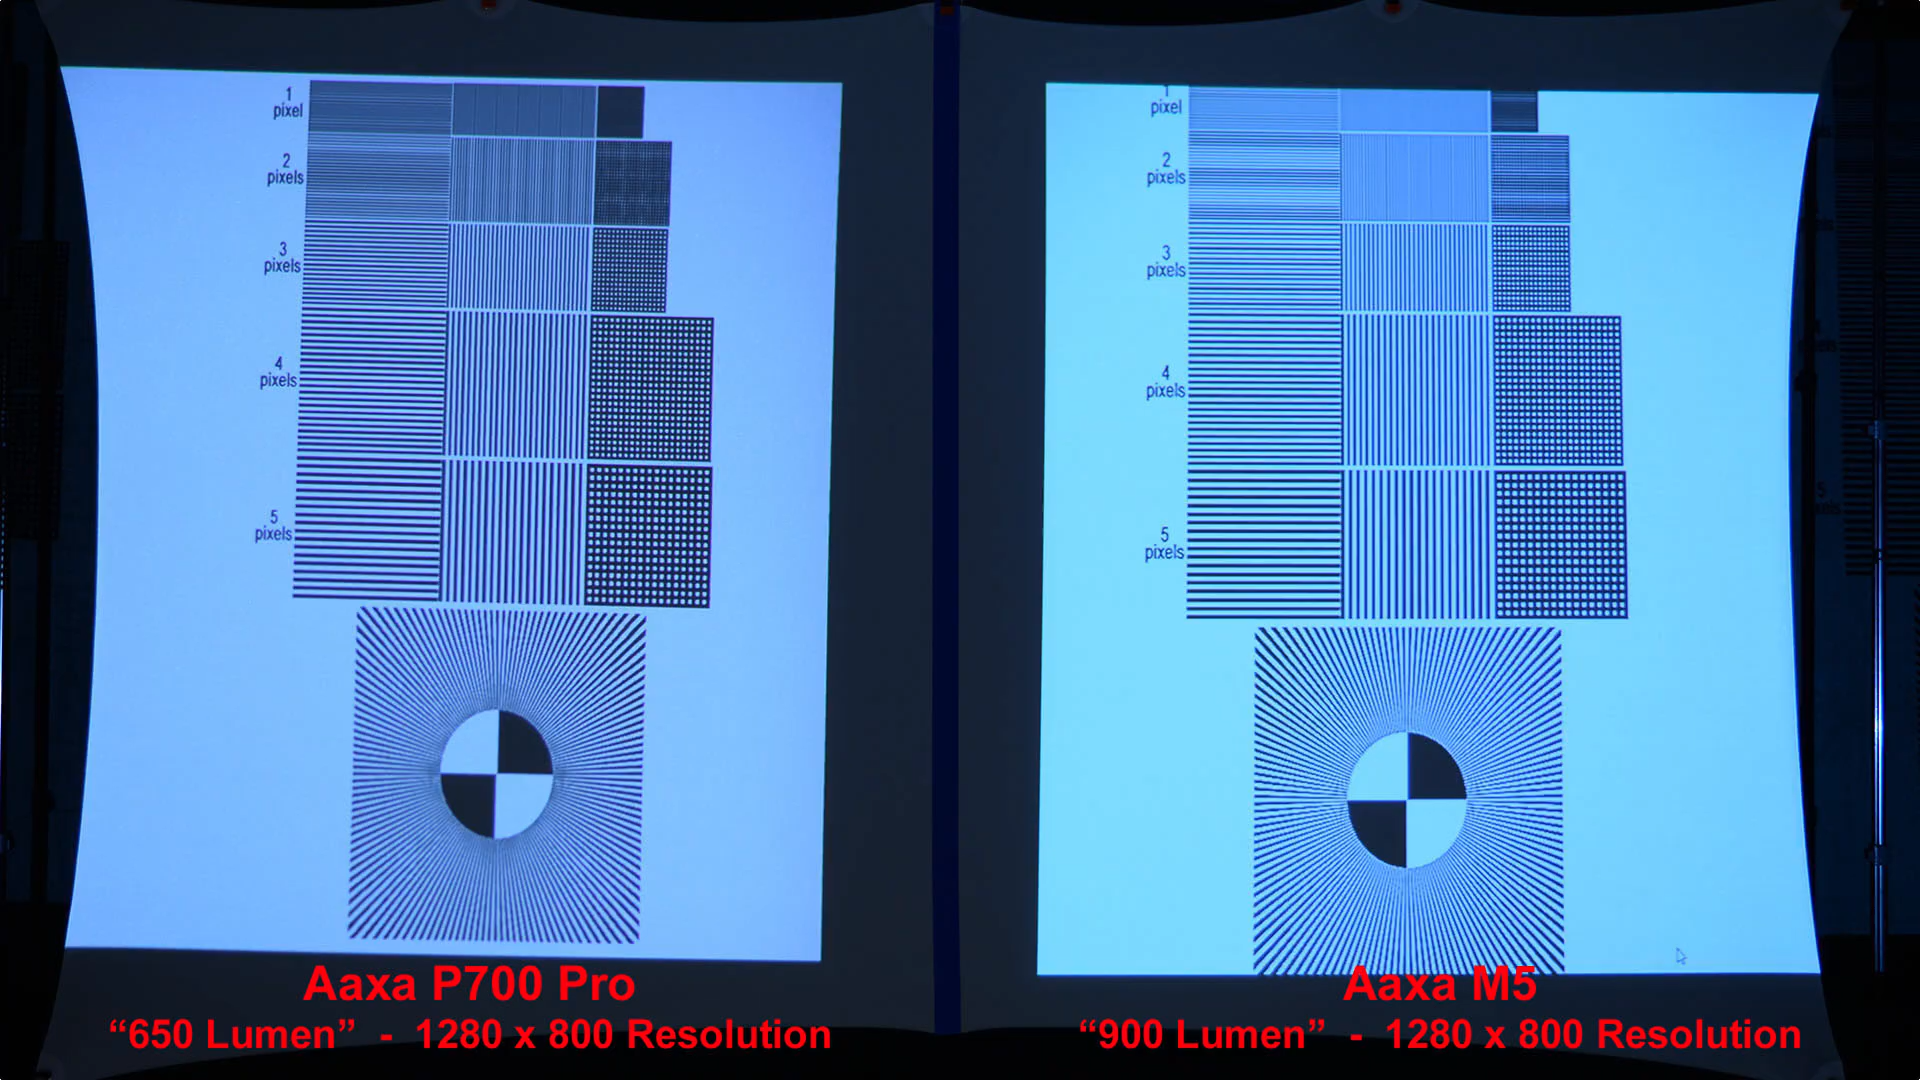 1
pixel
2
pixels
3
pixels
4
pixels
5
pixels
1
pixel
2
pixels
3
pixels
4
pixels
5
pixels
Aaxa P700 Pro
“650 Lumen” - 1280 x 800 Resolution
Aaxa M5
“900 Lumen” - 1280 x 800 Resolution